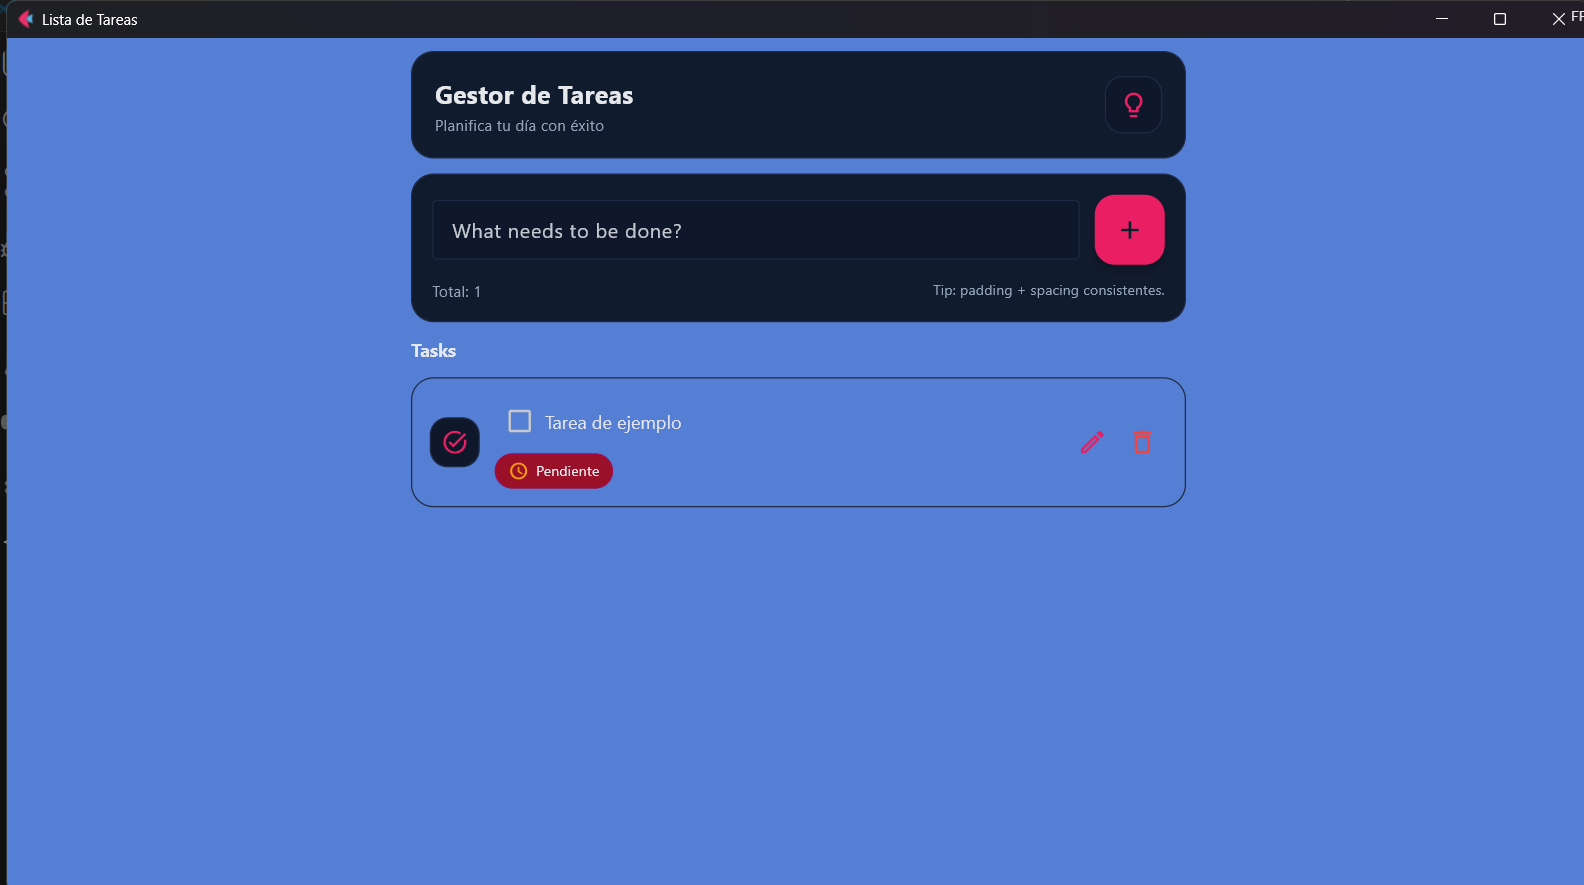 Lista de Tareas
FF
Gestor de Tareas
Planifica tu día con éxito
What needs to be done?
+
Total: 1
Tip: padding + spacing consistentes.
Tasks
Tarea de ejemplo
Pendiente